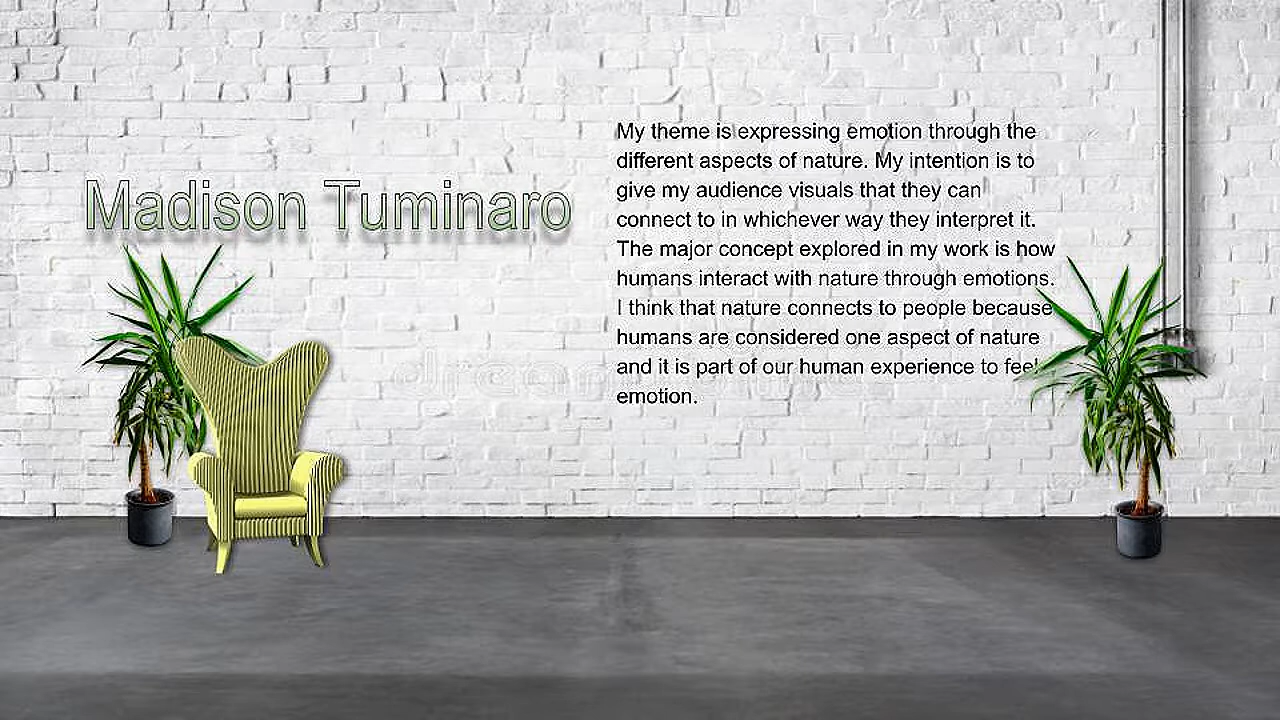 Madison Tuminaro
My theme is expressing emotion through the
different aspects of nature. My intention is to
give my audience visuals that they can
connect to in whichever way they interpret it.
The major concept explored in my work is how
humans interact with nature through emotions.
I think that nature connects to people because
humans are considered one aspect of nature
and it is part of our human experience to feel
emotion.